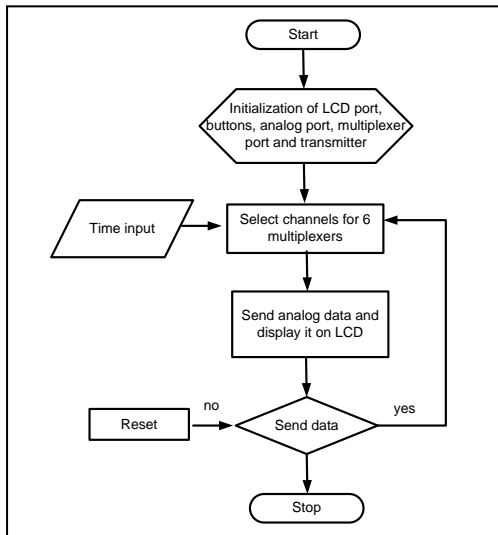 Start
Initialization of LCD port,
buttons, analog port, multiplexer
port and transmitter
Time input
Select channels for 6
multiplexers
Send analog data and
display it on LCD
no
yes
Reset
Send data
Stop